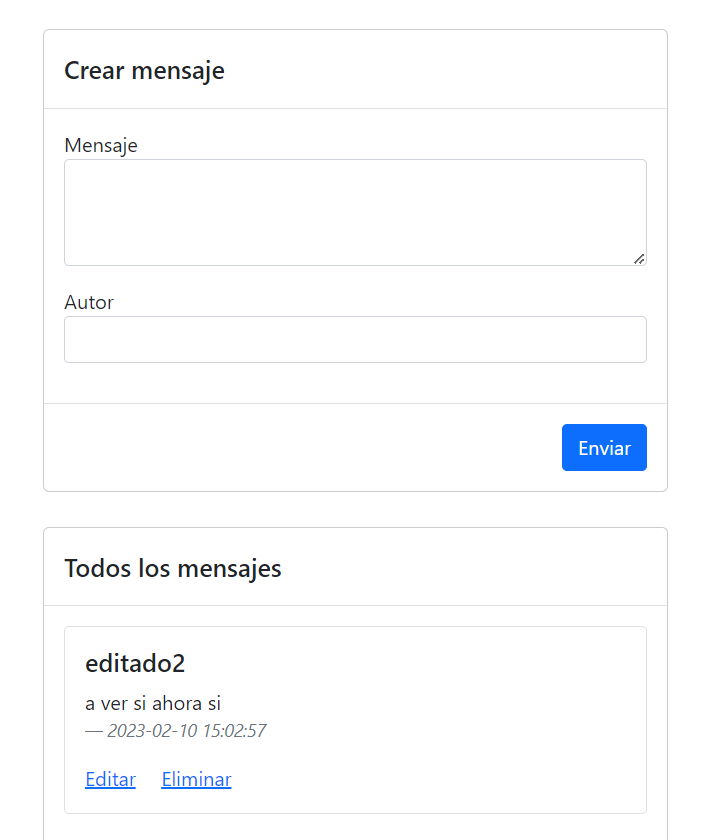 Crear mensaje
Mensaje
Autor
Enviar
Todos los mensajes
editado2
a ver si ahora si
— 2023-02-10 15:02:57
Editar Eliminar